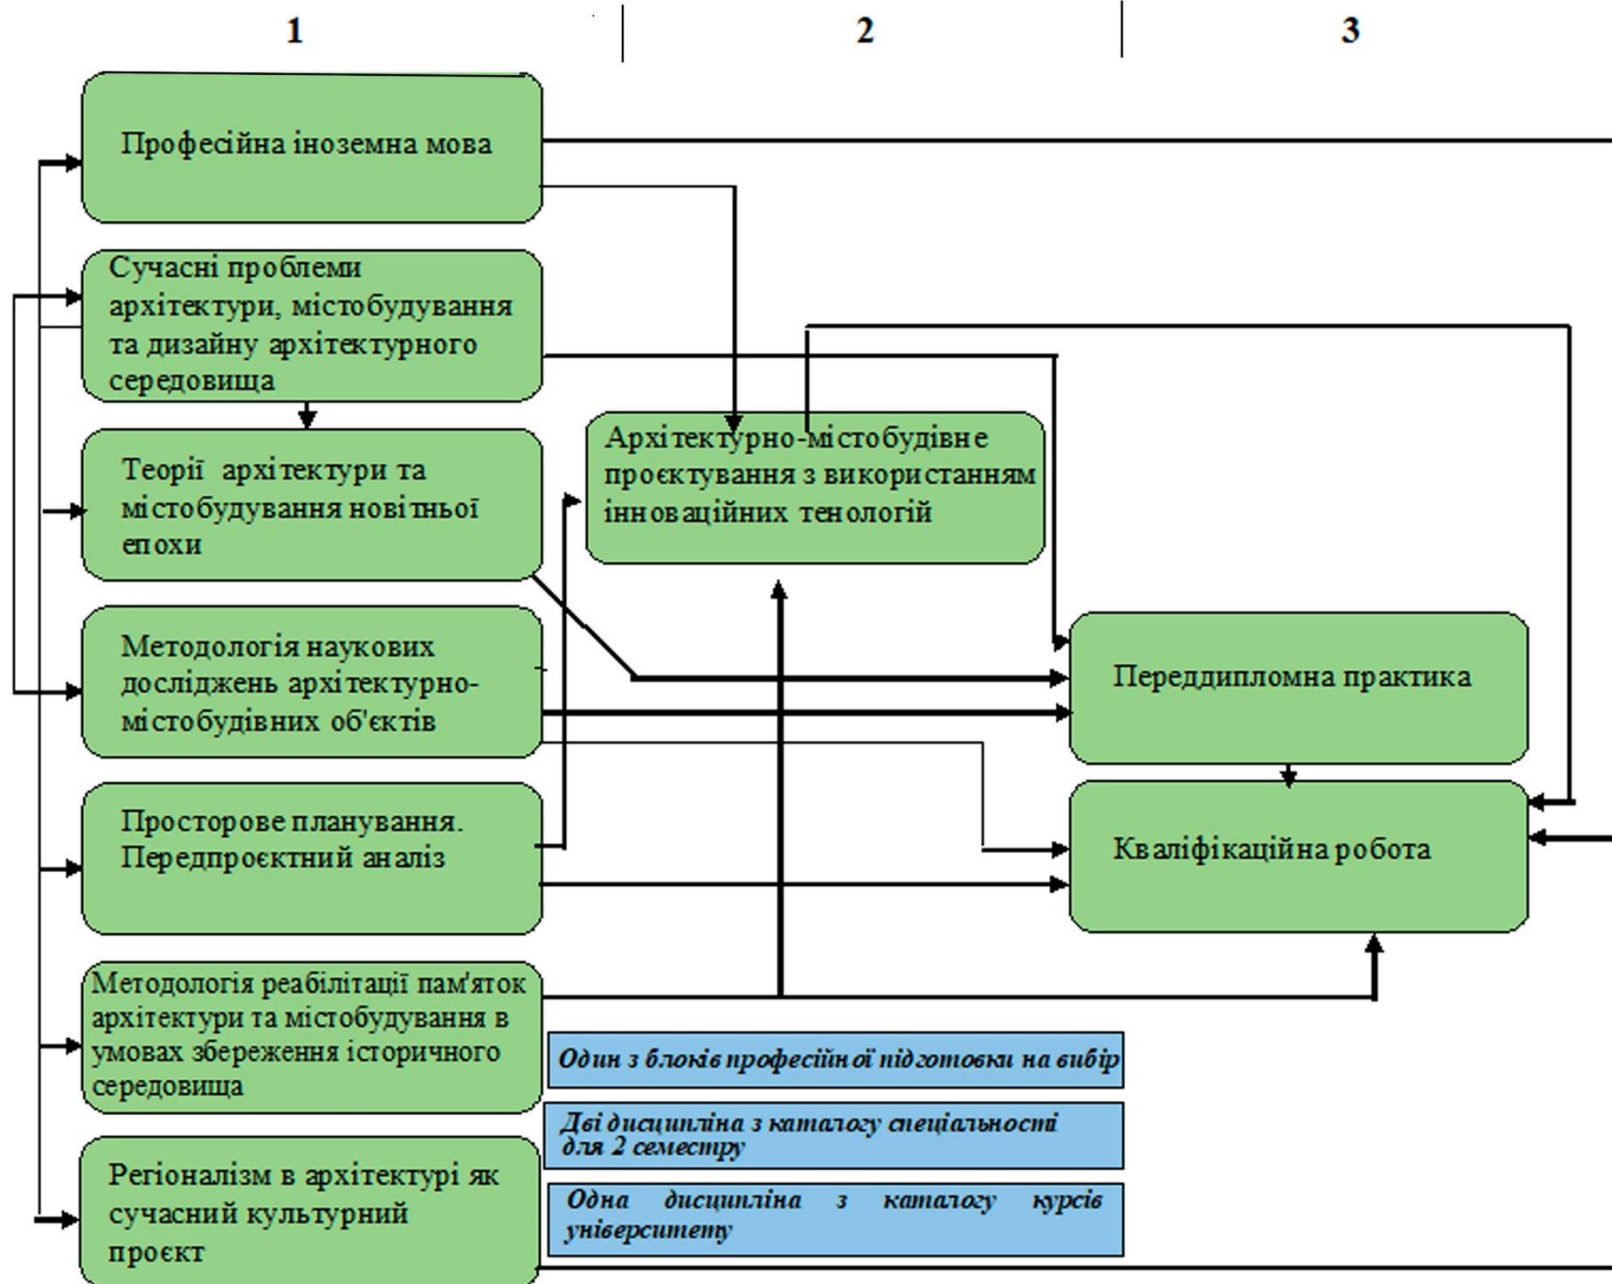 1 2 3
Професійна іноземна мова
Сучасні проблеми
архітектури, містобудування
та дизайну архітектурного
середовища
Теорії архітектури та
містобудування новітньої
епохи
Методологія наукових
досліджень архітектурно-
містобудівних об'єктів
Просторове планування.
Передпроєктний аналіз
Методологія реабілітації пам'яток
архітектури та містобудування в
умовах збереження історичного
середовища
Регіоналізм в архітектурі як
сучасний культурний
проєкт
Архітектурно-містобудівне
проєктування з використанням
інноваційних тенологій
Один з блоків професійної підготовки на вибір
Дві дисципліна з каталогу спеціальності
для 2 семестру
Одна дисципліна з каталогу курсів
університету
Переддипломна практика
Кваліфікаційна робота